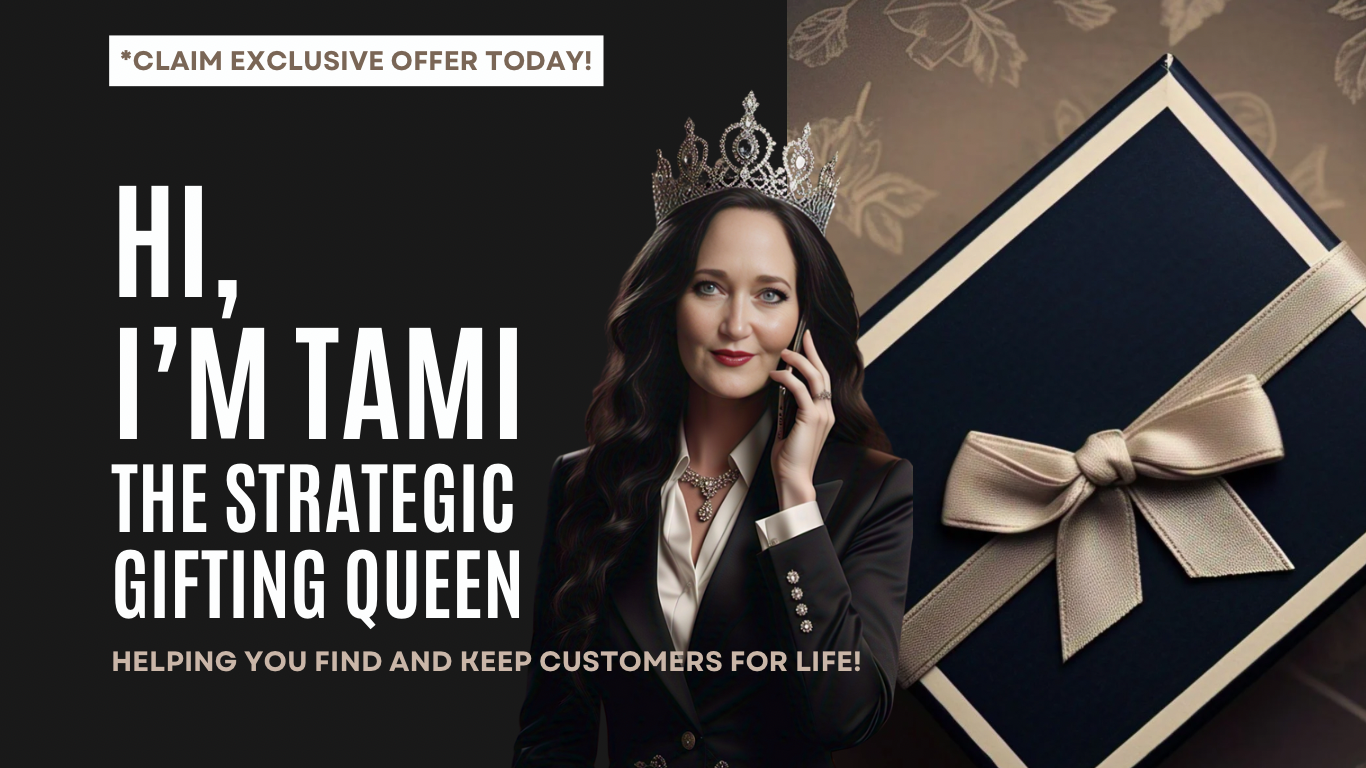 *CLAIM EXCLUSIVE OFFER TODAY!
HI,
I’M TAMI
THE STRATEGIC
GIFTING QUEEN
HELPING YOU FIND AND KEEP CUSTOMERS FOR LIFE!